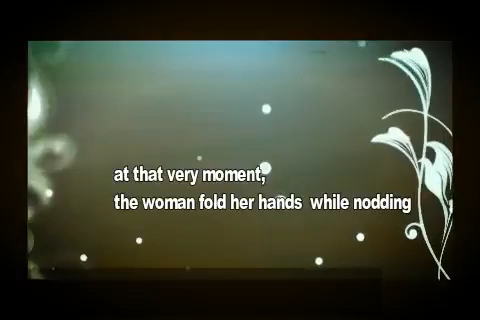 at that very moment,
the woman fold her hands while nodding